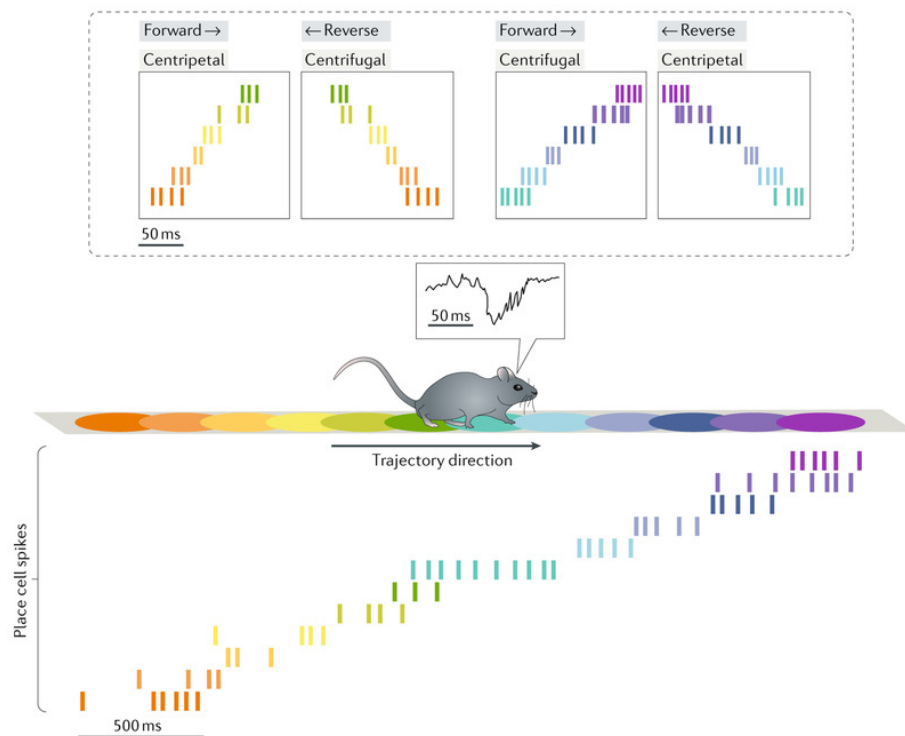 Forward →
← Reverse
Forward →
← Reverse
Centripetal
Centrifugal
Centrifugal
Centripetal
50 ms
50 ms
Trajectory direction
Place cell spikes
500 ms